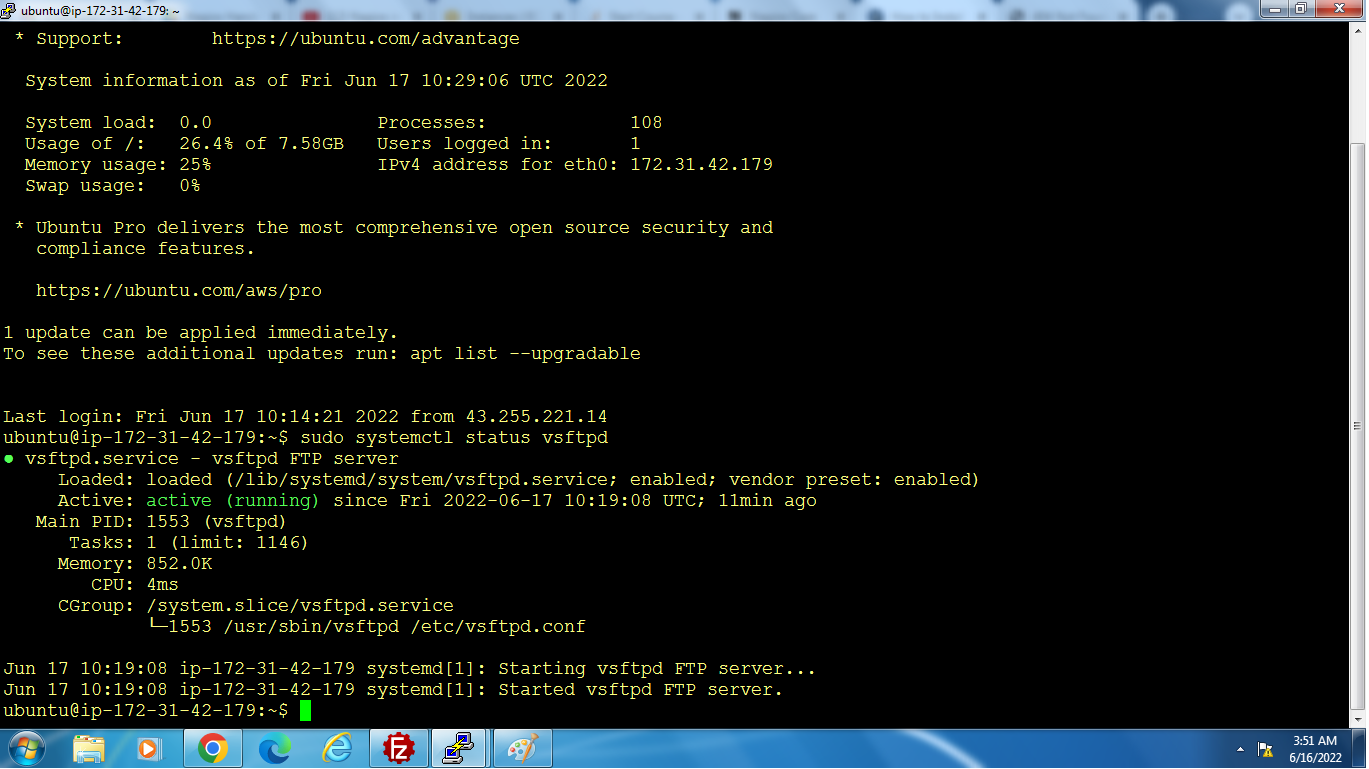 ubuntu@ip-172-31-42-179: ~
* Support:        https://ubuntu.com/advantage
System information as of Fri Jun 17 10:29:06 UTC 2022
System load:  0.0                Processes:             108
Usage of /:   26.4% of 7.58GB   Users logged in:       1
Memory usage: 25%               IPv4 address for eth0: 172.31.42.179
Swap usage:   0%
* Ubuntu Pro delivers the most comprehensive open source security and
compliance features.
https://ubuntu.com/aws/pro
1 update can be applied immediately.
To see these additional updates run: apt list --upgradable
Last login: Fri Jun 17 10:14:21 2022 from 43.255.221.14
ubuntu@ip-172-31-42-179:~$ sudo systemctl status vsftpd
● vsftpd.service - vsftpd FTP server
Loaded: loaded (/lib/systemd/system/vsftpd.service; enabled; vendor preset: enabled)
Active: active (running) since Fri 2022-06-17 10:19:08 UTC; 11min ago
Main PID: 1553 (vsftpd)
Tasks: 1 (limit: 1146)
Memory: 852.0K
CPU: 4ms
CGroup: /system.slice/vsftpd.service
└─1553 /usr/sbin/vsftpd /etc/vsftpd.conf
Jun 17 10:19:08 ip-172-31-42-179 systemd[1]: Starting vsftpd FTP server...
Jun 17 10:19:08 ip-172-31-42-179 systemd[1]: Started vsftpd FTP server.
ubuntu@ip-172-31-42-179:~$
3:51 AM
6/16/2022